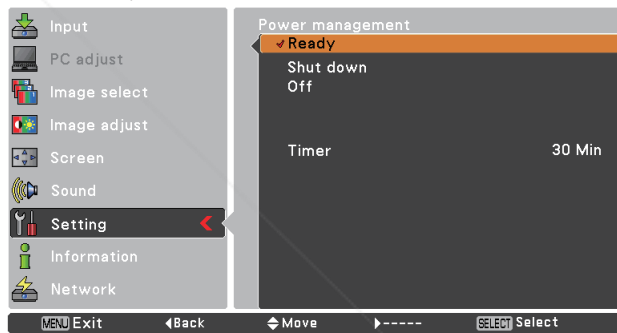 Input
PC adjust
Image select
Image adjust
Screen
Sound
Setting
Information
Network
Power management
✓Ready
Shut down
Off
Timer 30 Min
MENU Exit ◀Back ◆Move ▶----- SELECT Select